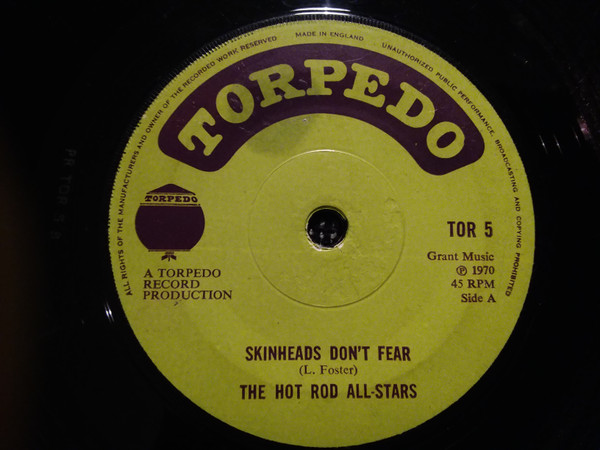 ALL RIGHTS OF THE MANUFACTURERS AND OWNER OF THE RECORDED WORK RESERVED
MADE IN ENGLAND
UNAUTHORIZED PUBLIC PERFORMANCE, BROADCASTING AND COPYING PROHIBITED
TORPEDO
TORPEDO
A TORPEDO
RECORD
PRODUCTION
TOR 5
Grant Music
℗ 1970
45 RPM
Side A
SKINHEADS DON'T FEAR
(L. Foster)
THE HOT ROD ALL-STARS